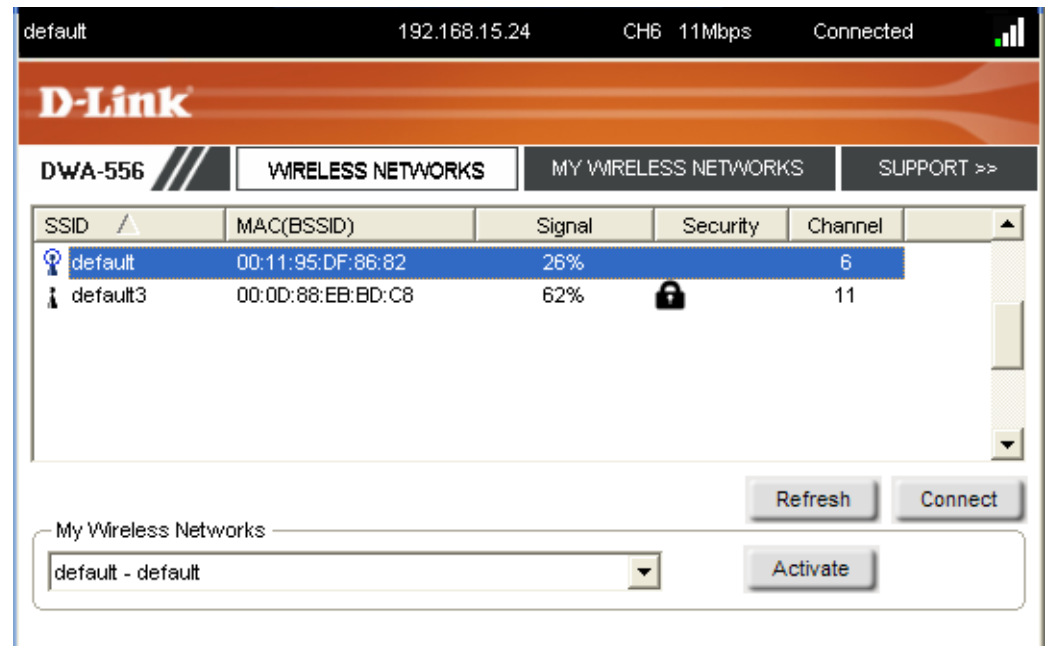 default 192.168.15.24 CH6 11Mbps Connected
D-Link
DWA-556 WIRELESS NETWORKS MY WIRELESS NETWORKS SUPPORT >>
SSID MAC(BSSID) Signal Security Channel
default 00:11:95:DF:86:82 26% 6
default3 00:0D:88:EB:BD:C8 62% 11
Refresh Connect
My Wireless Networks
default - default Activate